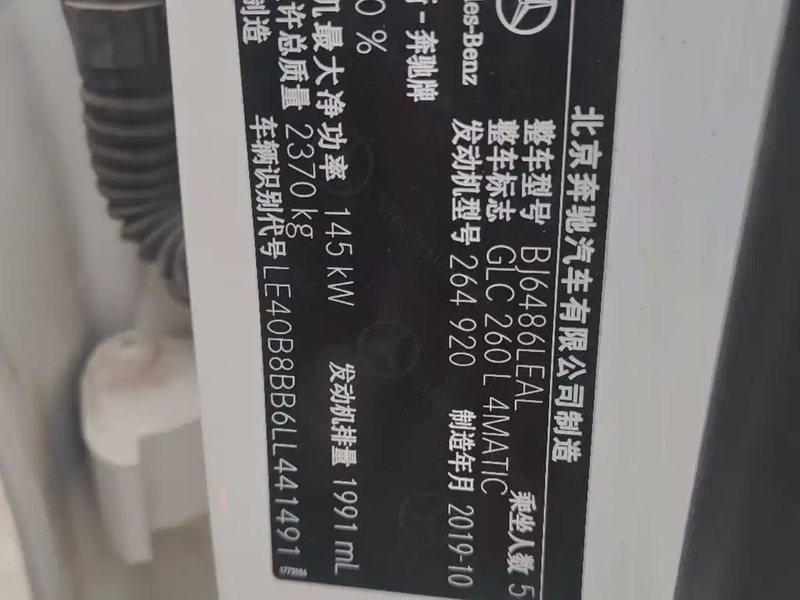 北京奔驰汽车有限公司制造
整车型号 BJ6486LEAL 乘坐人数 5
整车标志 GLC 260 L 4MATIC
发动机型号 264 920 制造年月 2019-10
奔驰牌
最大净功率 145 kW 发动机排量 1991 mL
许总质量 2370 kg
制造 车辆识别代号 LE40B8BB6LL441491